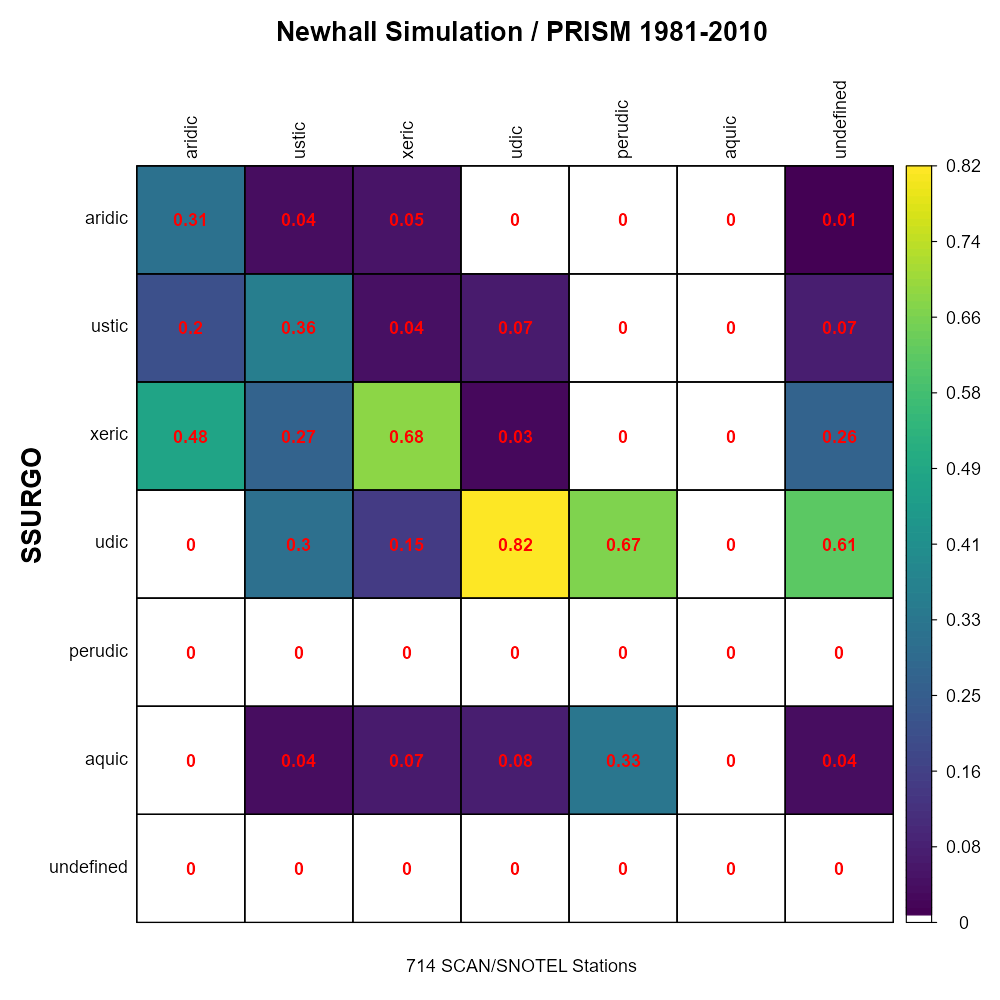 Newhall Simulation / PRISM 1981-2010
aridic ustic xeric udic perudic aquic undefined
SSURGO
aridic 0.31 0.04 0.05 0 0 0 0.01
ustic 0.2 0.36 0.04 0.07 0 0 0.07
xeric 0.48 0.27 0.68 0.03 0 0 0.26
udic 0 0.3 0.15 0.82 0.67 0 0.61
perudic 0 0 0 0 0 0 0
aquic 0 0.04 0.07 0.08 0.33 0 0.04
undefined 0 0 0 0 0 0 0
0.82
0.74
0.66
0.58
0.49
0.41
0.33
0.25
0.16
0.08
0
714 SCAN/SNOTEL Stations